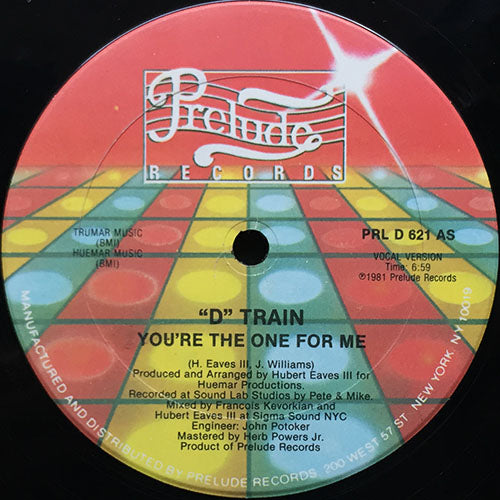 Prelude
RECORDS
TRUMAR MUSIC
(BMI)
HUEMAR MUSIC
(BMI)
PRL D 621 AS
VOCAL VERSION
Time: 6:59
℗1981 Prelude Records
"D" TRAIN
YOU'RE THE ONE FOR ME
(H. Eaves III, J. Williams)
Produced and Arranged by Hubert Eaves III for
Huemar Productions.
Recorded at Sound Lab Studios by Pete & Mike.
Mixed by Francois Kevorkian and
Hubert Eaves III at Sigma Sound NYC
Engineer: John Potoker
Mastered by Herb Powers Jr.
Product of Prelude Records
MANUFACTURED AND DISTRIBUTED BY PRELUDE RECORDS 200 WEST 57 ST. NEW YORK, NY 10019